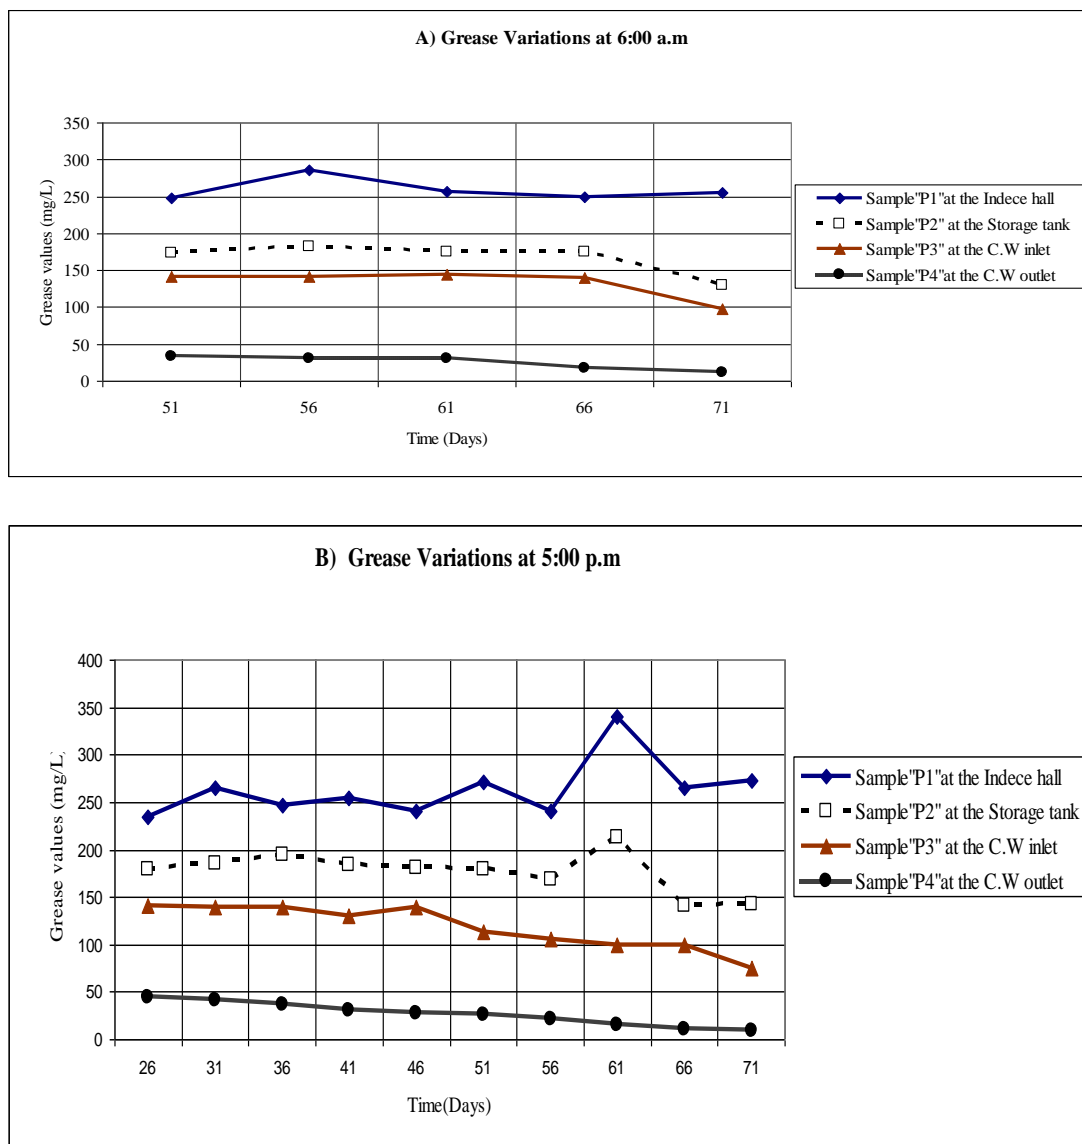 A) Grease Variations at 6:00 a.m
350
300
250
200
150
100
50
0
Grease values (mg/L)
51 56 61 66 71
Time (Days)
Sample"P1"at the Indece hall
Sample"P2" at the Storage tank
Sample"P3" at the C.W inlet
Sample"P4"at the C.W outlet
B) Grease Variations at 5:00 p.m
400
350
300
250
200
150
100
50
0
Grease values (mg/L)
26 31 36 41 46 51 56 61 66 71
Time(Days)
Sample"P1"at the Indece hall
Sample"P2" at the Storage tank
Sample"P3" at the C.W inlet
Sample"P4"at the C.W outlet